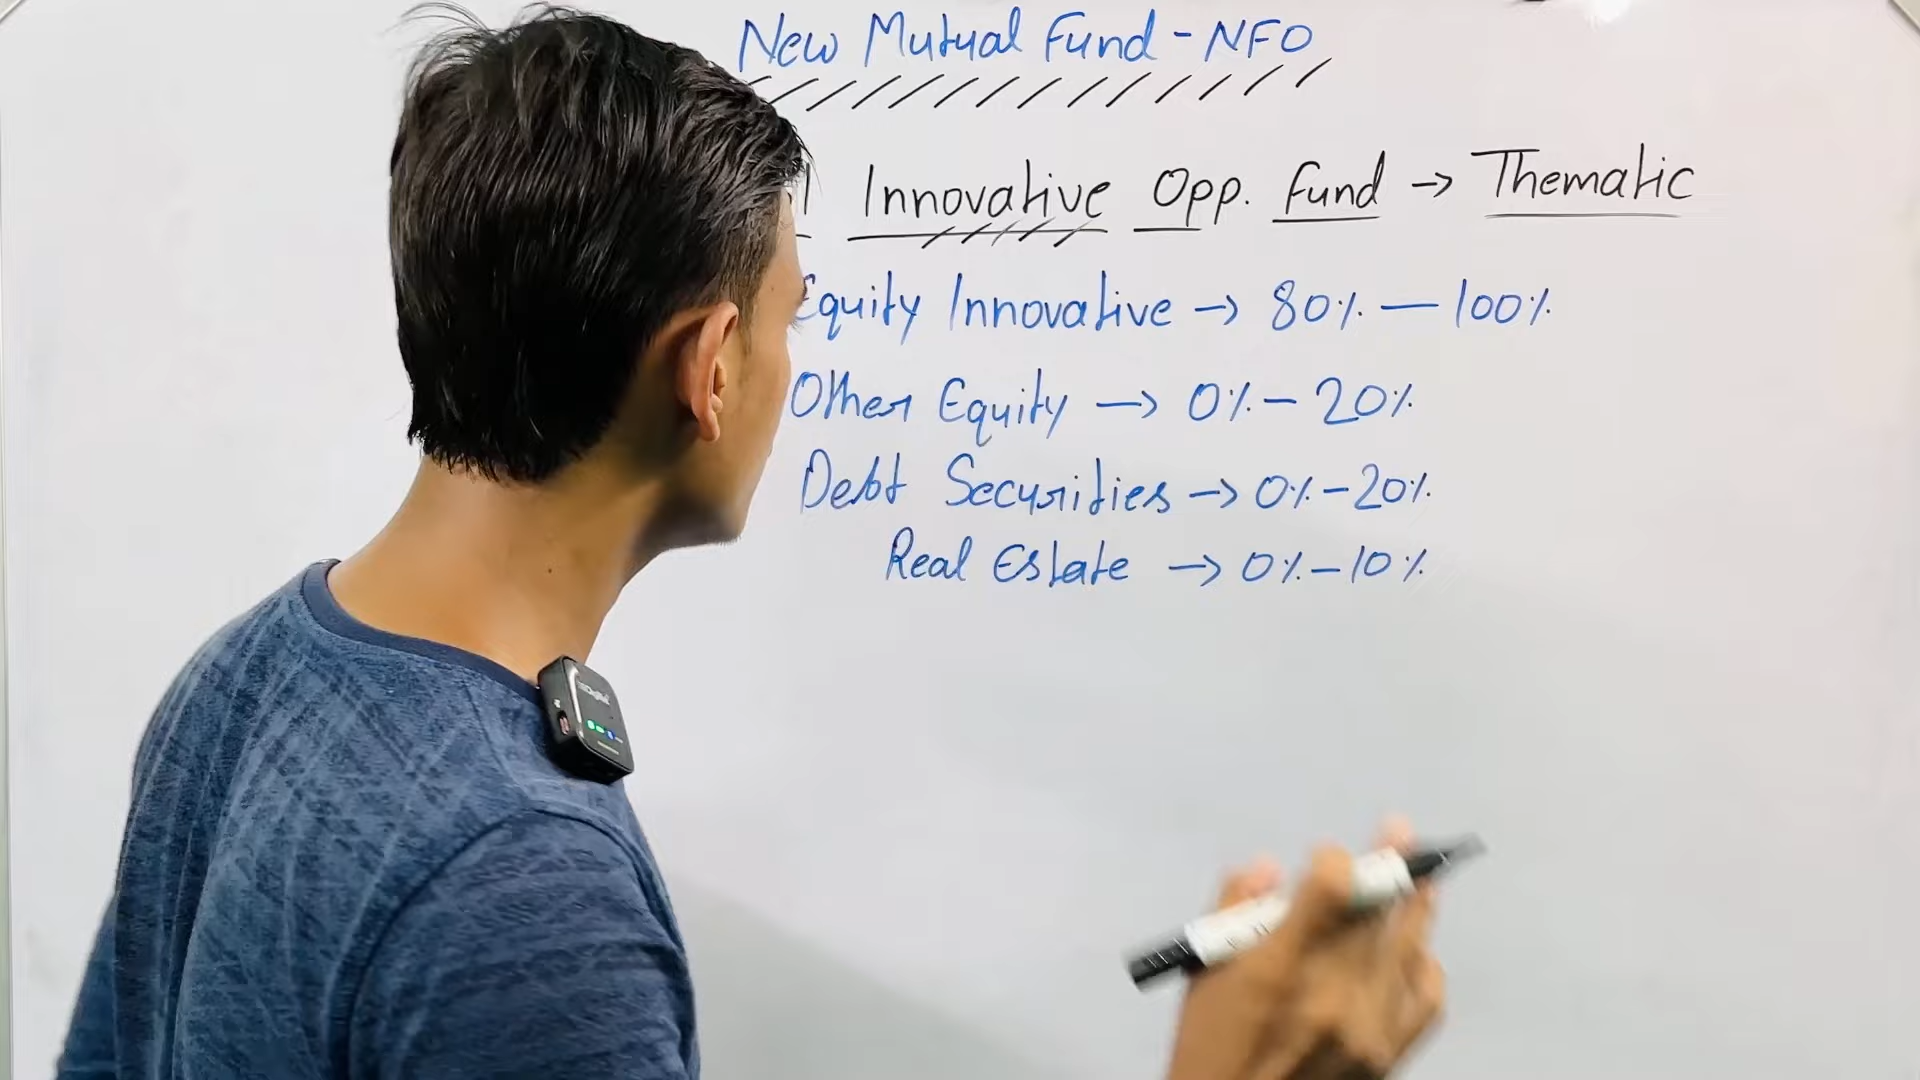 New Mutual Fund - NFO
Innovative Opp. Fund → Thematic
Equity Innovative → 80% — 100%
Other Equity → 0% - 20%
Debt Securities → 0% - 20%
Real Estate → 0% - 10%